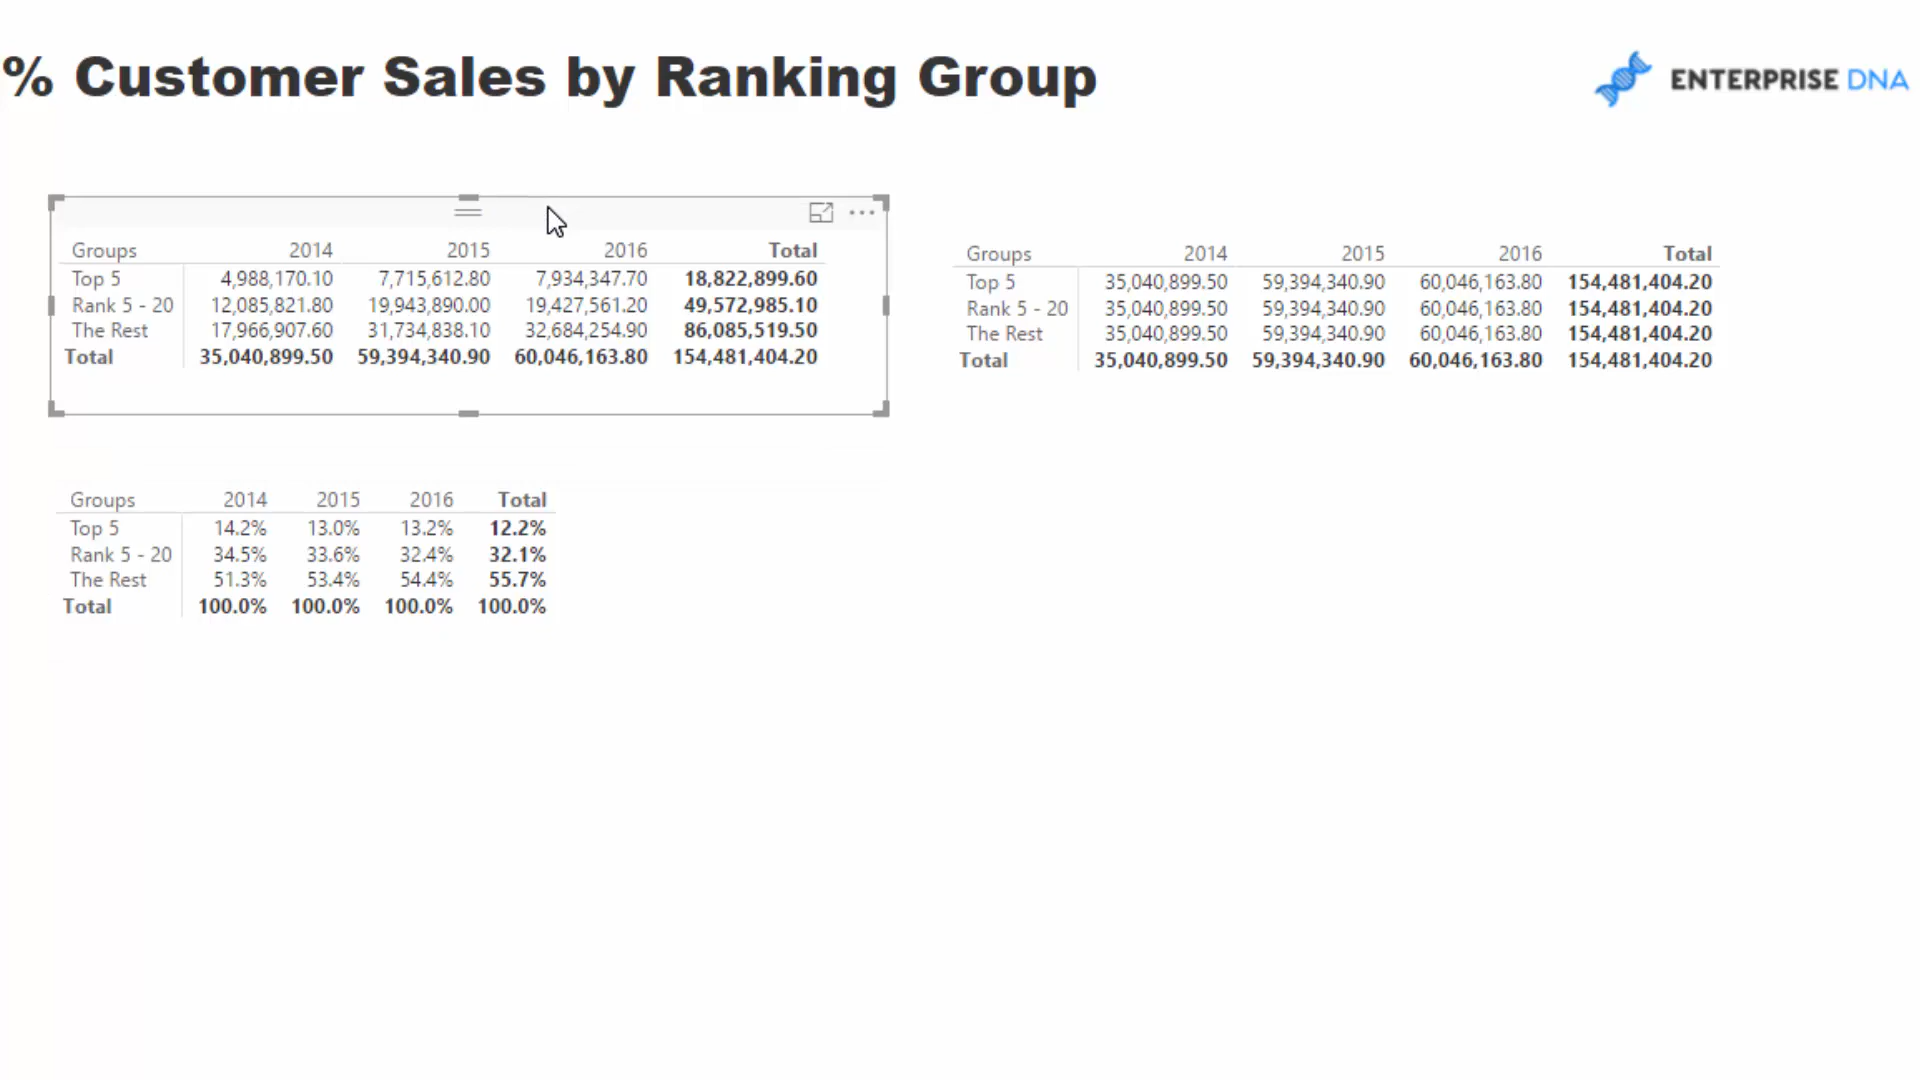 % Customer Sales by Ranking Group
ENTERPRISE DNA
Groups 2014 2015 2016 Total
Top 5 4,988,170.10 7,715,612.80 7,934,347.70 18,822,899.60
Rank 5 - 20 12,085,821.80 19,943,890.00 19,427,561.20 49,572,985.10
The Rest 17,966,907.60 31,734,838.10 32,684,254.90 86,085,519.50
Total 35,040,899.50 59,394,340.90 60,046,163.80 154,481,404.20
Groups 2014 2015 2016 Total
Top 5 35,040,899.50 59,394,340.90 60,046,163.80 154,481,404.20
Rank 5 - 20 35,040,899.50 59,394,340.90 60,046,163.80 154,481,404.20
The Rest 35,040,899.50 59,394,340.90 60,046,163.80 154,481,404.20
Total 35,040,899.50 59,394,340.90 60,046,163.80 154,481,404.20
Groups 2014 2015 2016 Total
Top 5 14.2% 13.0% 13.2% 12.2%
Rank 5 - 20 34.5% 33.6% 32.4% 32.1%
The Rest 51.3% 53.4% 54.4% 55.7%
Total 100.0% 100.0% 100.0% 100.0%